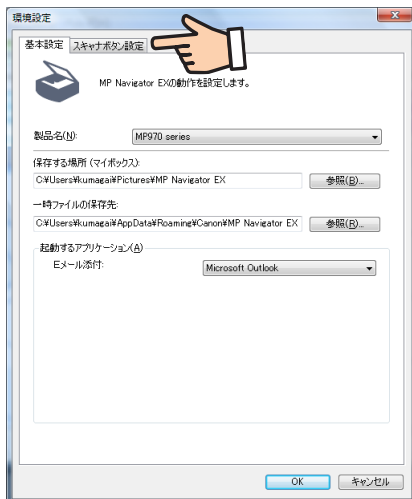 環境設定
基本設定 スキャナボタン設定
MP Navigator EXの動作を設定します。
製品名(N): MP970 series
保存する場所 (マイボックス):
C:¥Users¥kumagai¥Pictures¥MP Navigator EX 参照(B)...
一時ファイルの保存先:
C:¥Users¥kumagai¥AppData¥Roaming¥Canon¥MP Navigator EX 参照(R)...
起動するアプリケーション(A)
Eメール添付: Microsoft Outlook
OK キャンセル